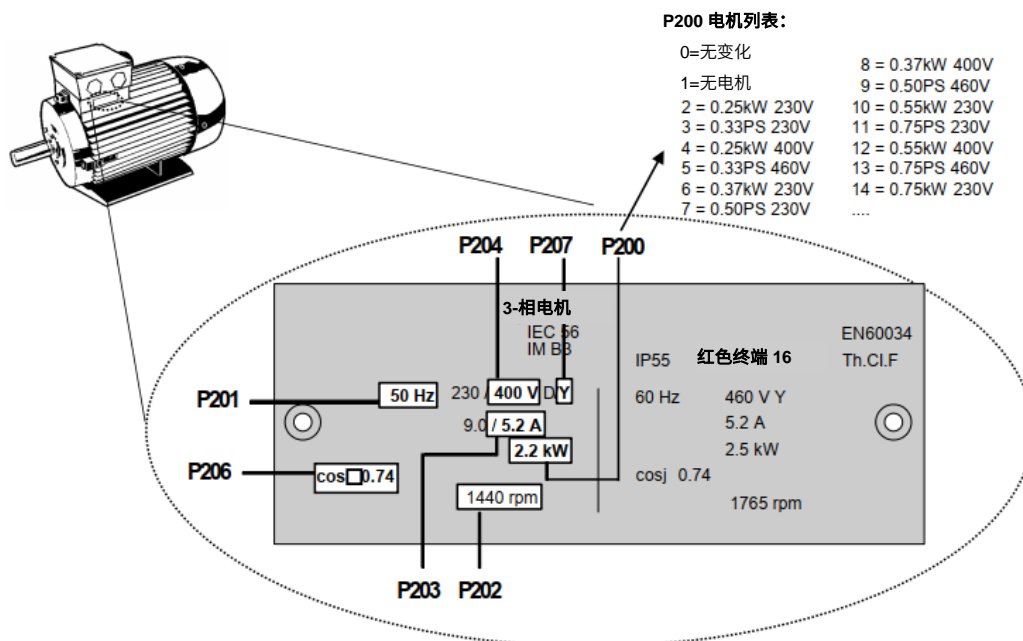 P200 电机列表：
0=无变化
1=无电机
2 = 0.25kW 230V
3 = 0.33PS 230V
4 = 0.25kW 400V
5 = 0.33PS 460V
6 = 0.37kW 230V
7 = 0.50PS 230V
8 = 0.37kW 400V
9 = 0.50PS 460V
10 = 0.55kW 230V
11 = 0.75PS 230V
12 = 0.55kW 400V
13 = 0.75PS 460V
14 = 0.75kW 230V
....
P204 P207 P200
3-相电机
IEC 56
IM B3
EN60034
IP55 红色终端 16 Th.Cl.F
P201 50 Hz 230 / 400 V D/Y 60 Hz 460 V Y
9.0 / 5.2 A 5.2 A
2.2 kW 2.5 kW
P206 cos□0.74 cosj 0.74
1440 rpm 1765 rpm
P203 P202